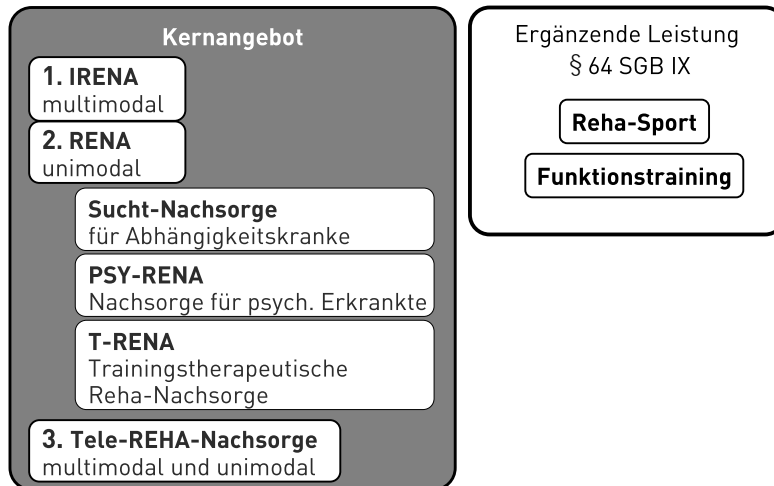 Kernangebot
1. IRENA
multimodal
2. RENA
unimodal
Sucht-Nachsorge
für Abhängigkeitskranke
PSY-RENA
Nachsorge für psych. Erkrankte
T-RENA
Trainingstherapeutische
Reha-Nachsorge
3. Tele-REHA-Nachsorge
multimodal und unimodal
Ergänzende Leistung
§ 64 SGB IX
Reha-Sport
Funktionstraining